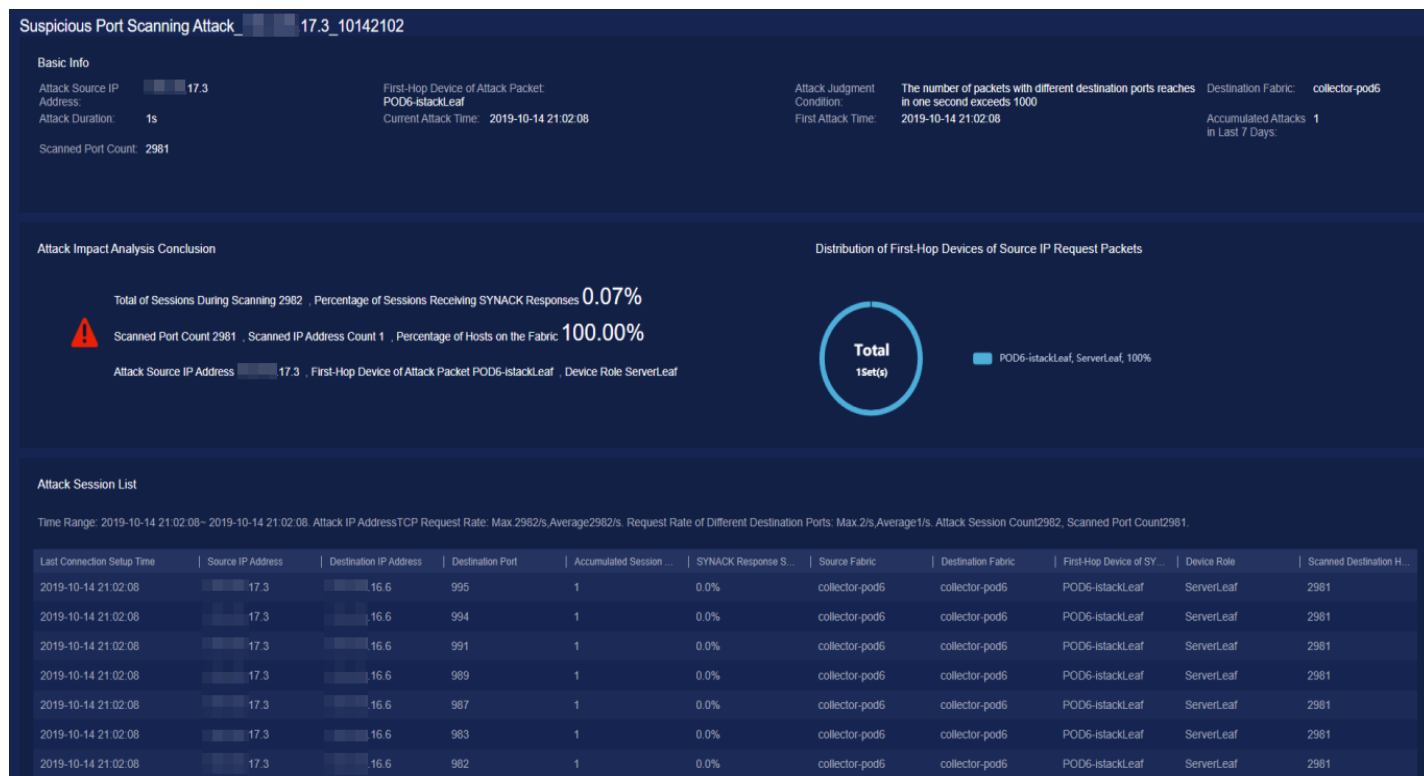 Suspicious Port Scanning Attack_ 17.3_10142102
Basic Info
Attack Source IP Address: 17.3
First-Hop Device of Attack Packet: POD6-istackLeaf
Attack Judgment Condition: The number of packets with different destination ports reaches in one second exceeds 1000
Destination Fabric: collector-pod6
Attack Duration: 1s
Current Attack Time: 2019-10-14 21:02:08
First Attack Time: 2019-10-14 21:02:08
Accumulated Attacks in Last 7 Days: 1
Scanned Port Count: 2981
Attack Impact Analysis Conclusion
Total of Sessions During Scanning 2982 , Percentage of Sessions Receiving SYNACK Responses 0.07%
Scanned Port Count 2981 , Scanned IP Address Count 1 , Percentage of Hosts on the Fabric 100.00%
Attack Source IP Address 17.3 , First-Hop Device of Attack Packet POD6-istackLeaf , Device Role ServerLeaf
Distribution of First-Hop Devices of Source IP Request Packets
Total
1Set(s)
POD6-istackLeaf, ServerLeaf, 100%
Attack Session List
Time Range: 2019-10-14 21:02:08~ 2019-10-14 21:02:08. Attack IP AddressTCP Request Rate: Max.2982/s,Average2982/s. Request Rate of Different Destination Ports: Max.2/s,Average1/s. Attack Session Count2982, Scanned Port Count2981.
Last Connection Setup Time | Source IP Address | Destination IP Address | Destination Port | Accumulated Session ... | SYNACK Response S... | Source Fabric | Destination Fabric | First-Hop Device of SY... | Device Role | Scanned Destination H...
2019-10-14 21:02:08 17.3 .16.6 995 1 0.0% collector-pod6 collector-pod6 POD6-istackLeaf ServerLeaf 2981
2019-10-14 21:02:08 17.3 .16.6 994 1 0.0% collector-pod6 collector-pod6 POD6-istackLeaf ServerLeaf 2981
2019-10-14 21:02:08 17.3 .16.6 991 1 0.0% collector-pod6 collector-pod6 POD6-istackLeaf ServerLeaf 2981
2019-10-14 21:02:08 17.3 .16.6 989 1 0.0% collector-pod6 collector-pod6 POD6-istackLeaf ServerLeaf 2981
2019-10-14 21:02:08 17.3 .16.6 987 1 0.0% collector-pod6 collector-pod6 POD6-istackLeaf ServerLeaf 2981
2019-10-14 21:02:08 17.3 .16.6 983 1 0.0% collector-pod6 collector-pod6 POD6-istackLeaf ServerLeaf 2981
2019-10-14 21:02:08 17.3 .16.6 982 1 0.0% collector-pod6 collector-pod6 POD6-istackLeaf ServerLeaf 2981